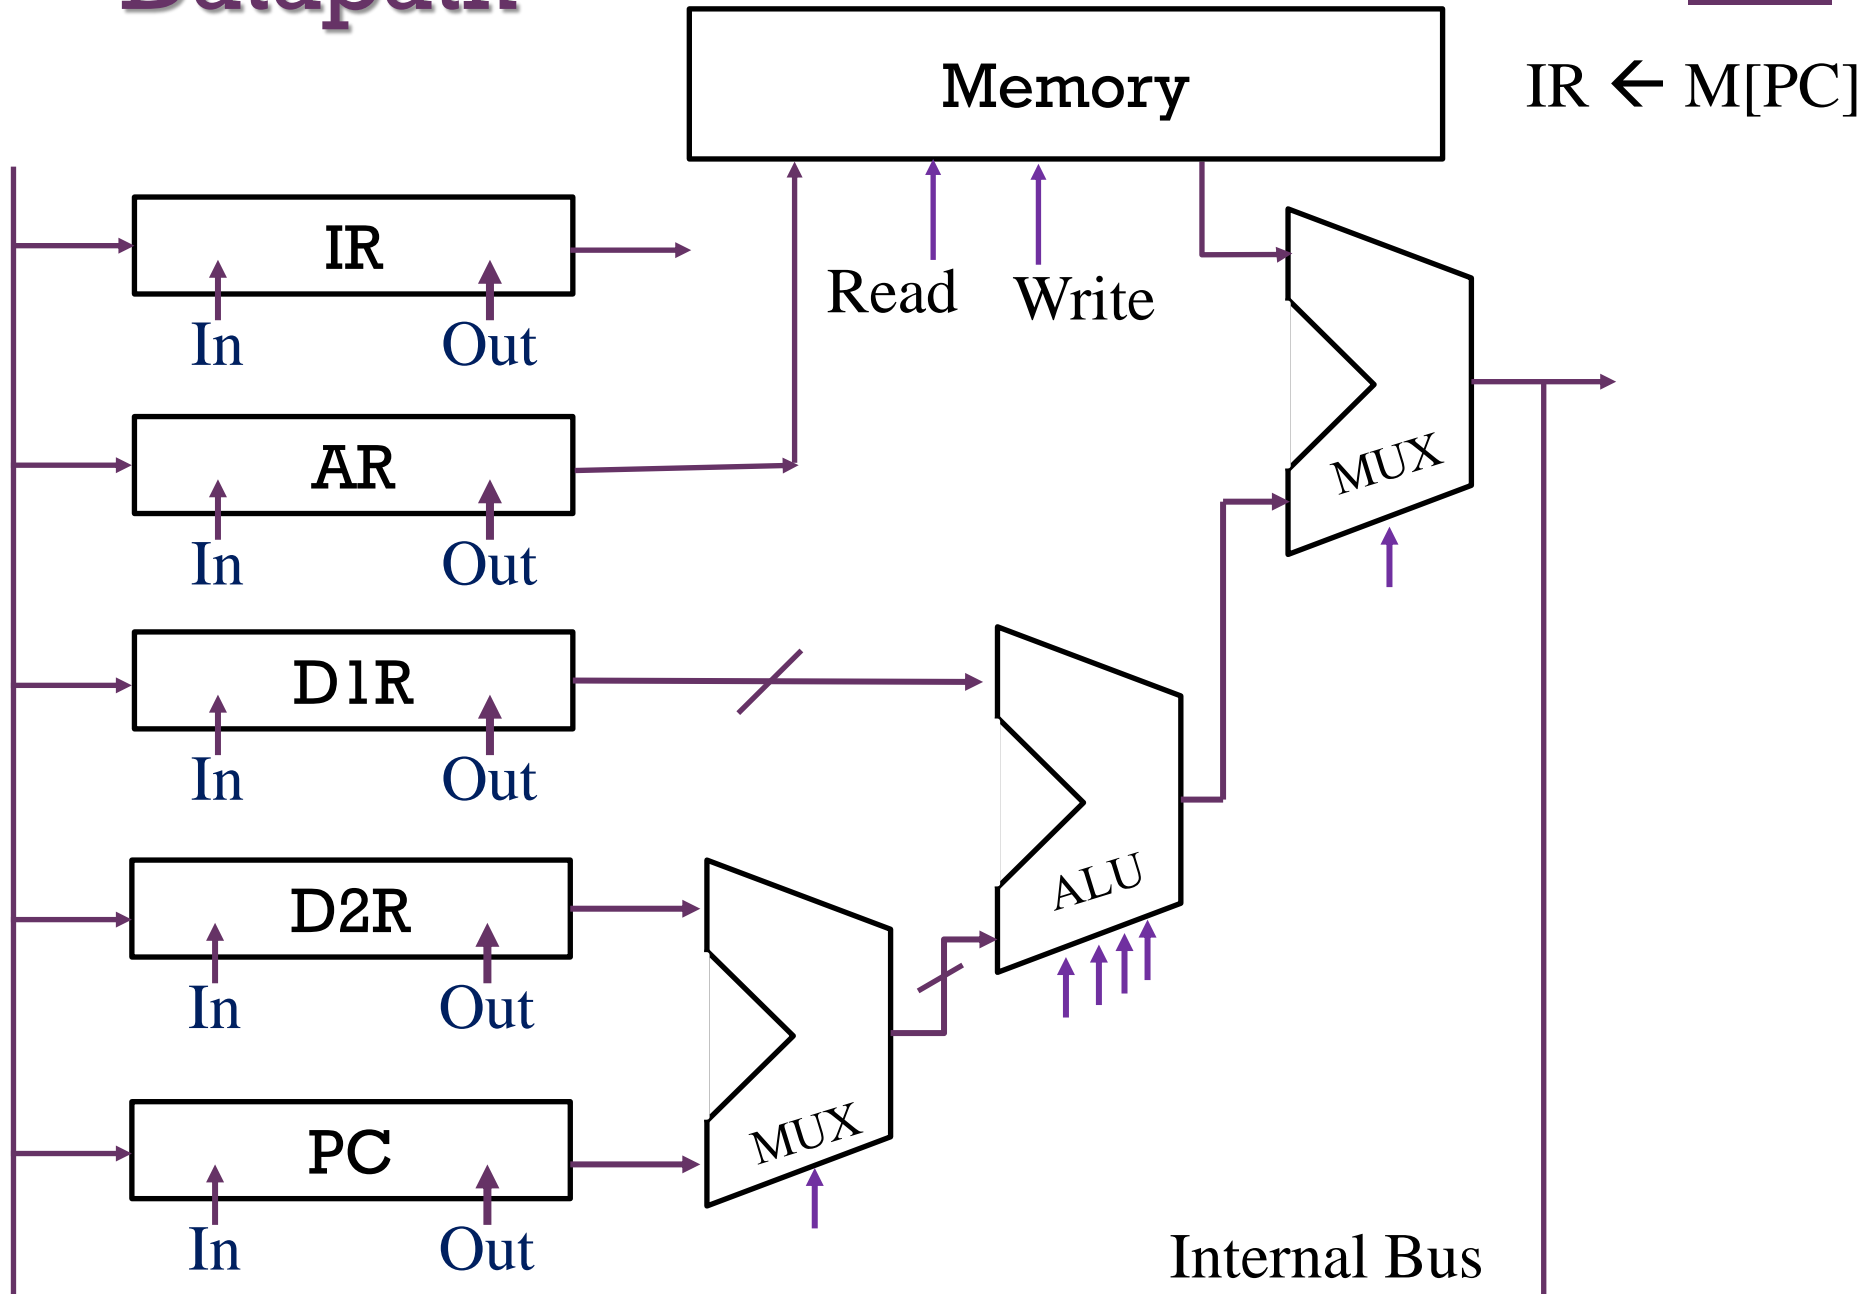 Datapath
Memory
IR ← M[PC]
IR
Read Write
In Out
AR
MUX
In Out
D1R
In Out
ALU
D2R
In Out
MUX
PC
In Out
Internal Bus